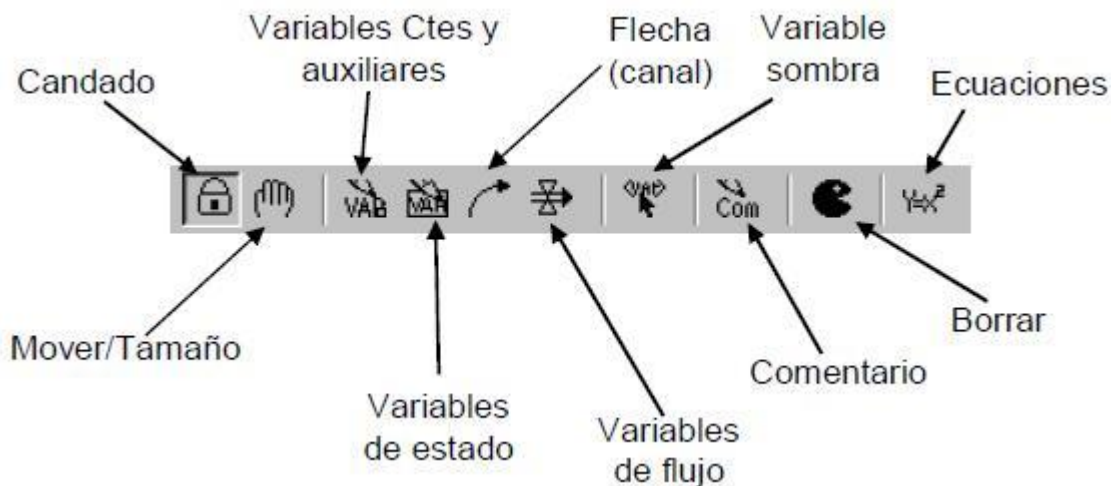 Variables Ctes y
auxiliares
Flecha
(canal)
Variable
sombra
Candado
Ecuaciones
VAB
VAR
VAR
Com
Y=X²
Mover/Tamaño
Borrar
Comentario
Variables
de estado
Variables
de flujo